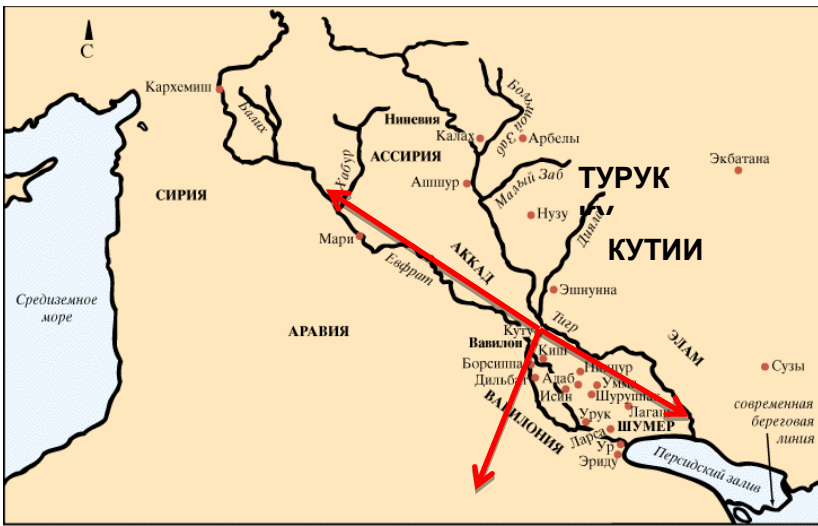 С
Кархемиш
Балих
Хабур
Ниневия
Калах
Большой Заб
Арбелы
АССИРИЯ
Ашшур
Малый Заб
ТУРУК
КУ
Экбатана
СИРИЯ
Нузу
Дияла
КУТИИ
Мари
Евфрат
АККАД
Эшнунна
Средиземное
море
АРАВИЯ
Куту
Тигр
ЭЛАМ
Вавилон
Киш
Борсиппа
Ниппур
Сузы
Дильбат
Адаб
Умма
Исин
Шуруппак
Лагаш
ВАВИЛОНИЯ
Урук
ШУМЕР
Ларса
Ур
Эриду
Персидский залив
современная
береговая
линия